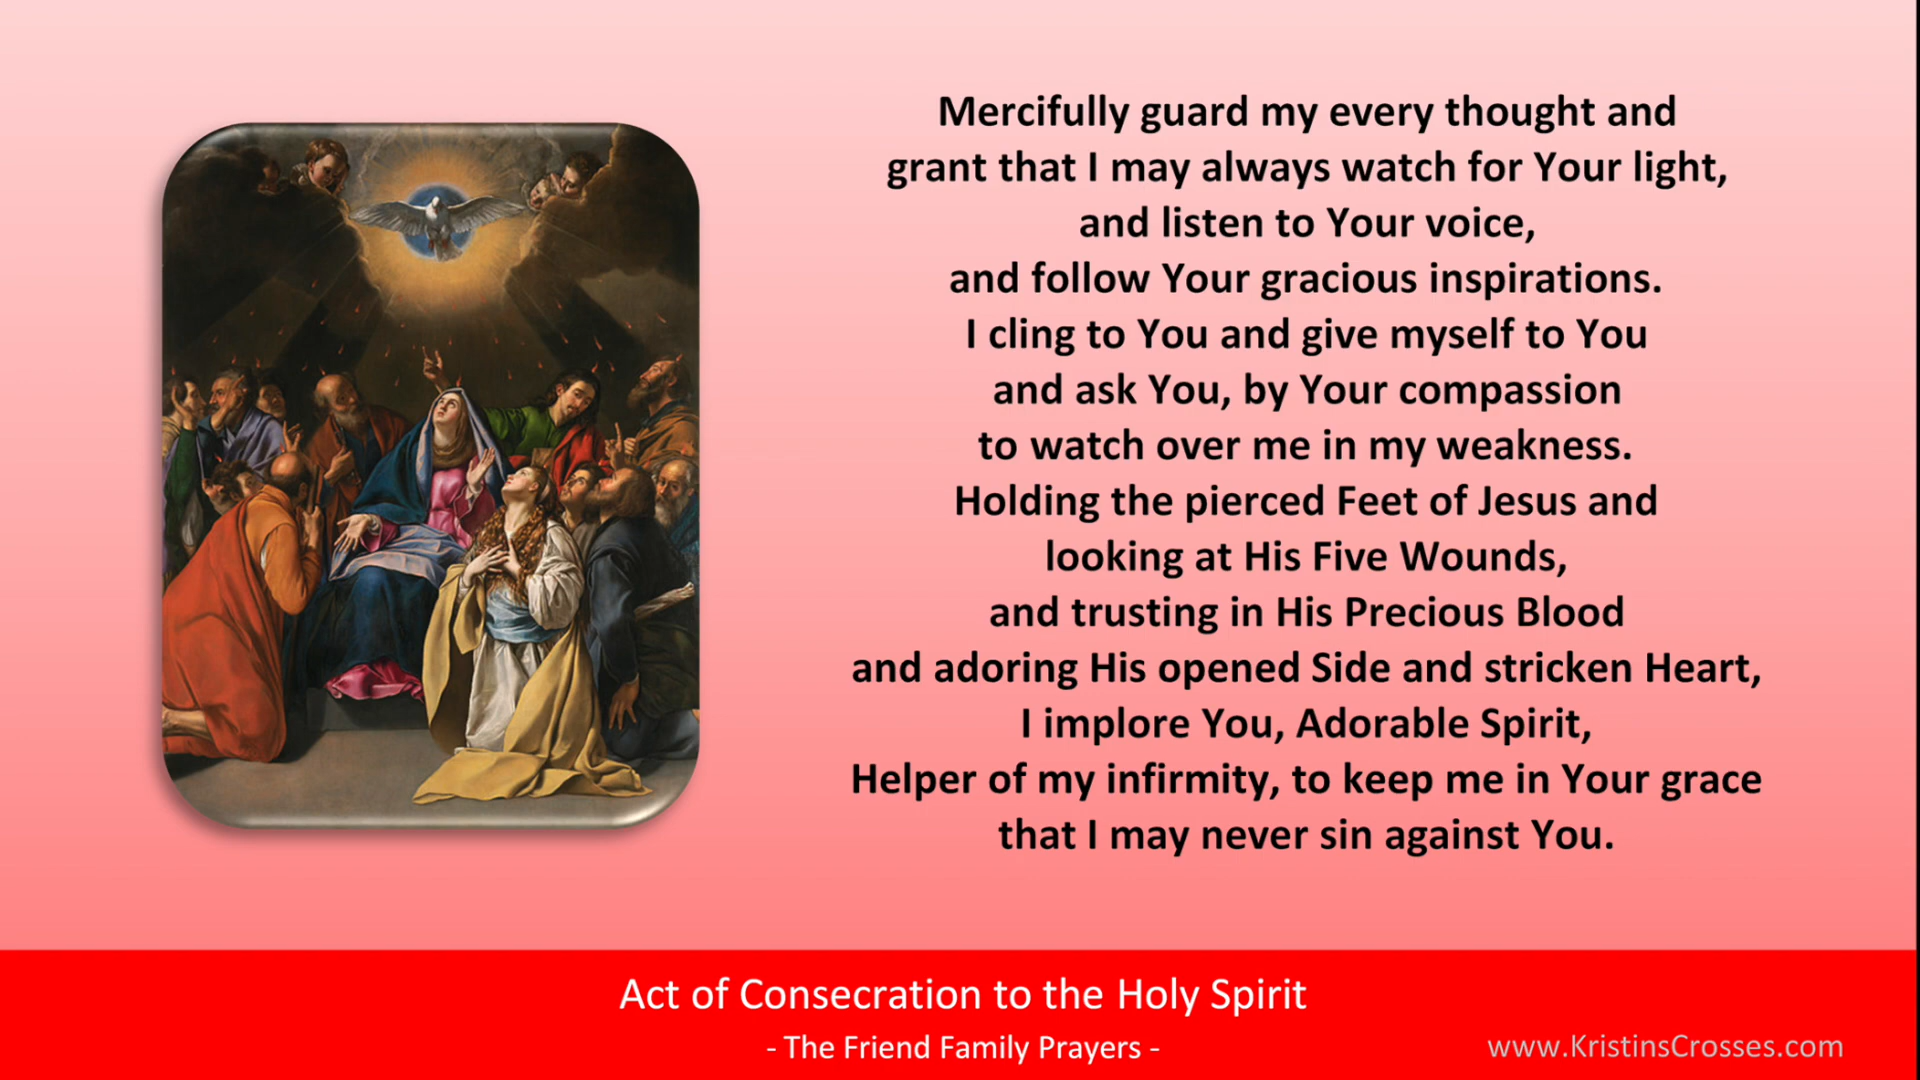 Mercifully guard my every thought and
grant that I may always watch for Your light,
and listen to Your voice,
and follow Your gracious inspirations.
I cling to You and give myself to You
and ask You, by Your compassion
to watch over me in my weakness.
Holding the pierced Feet of Jesus and
looking at His Five Wounds,
and trusting in His Precious Blood
and adoring His opened Side and stricken Heart,
I implore You, Adorable Spirit,
Helper of my infirmity, to keep me in Your grace
that I may never sin against You.
Act of Consecration to the Holy Spirit
- The Friend Family Prayers -
www.KristinsCrosses.com